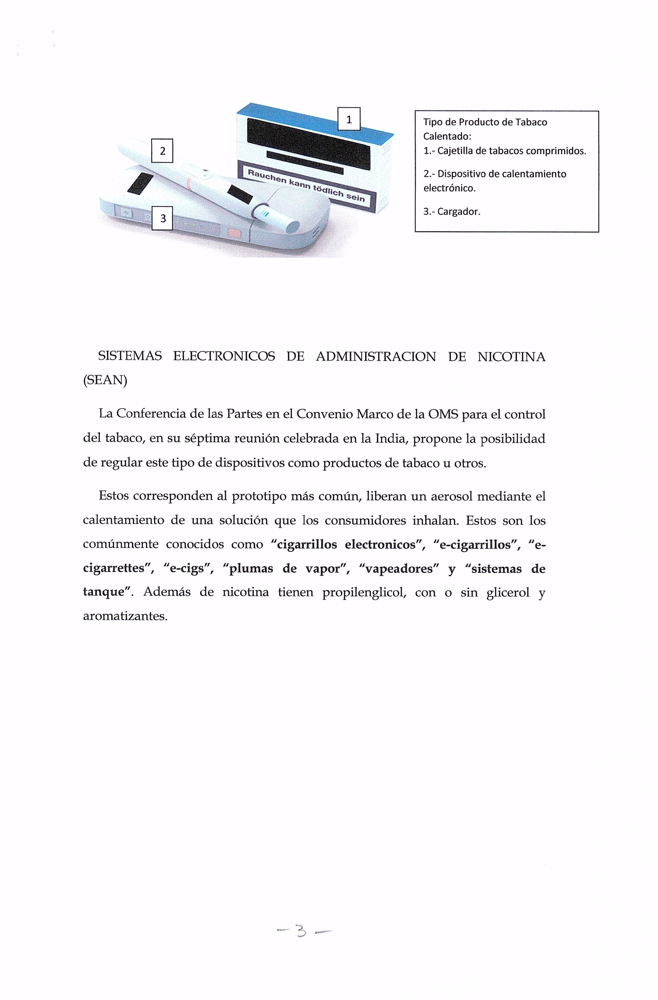 1
2
3
Rauchen kann tödlich sein
Tipo de Producto de Tabaco
Calentado:
1.- Cajetilla de tabacos comprimidos.
2.- Dispositivo de calentamiento
electrónico.
3.- Cargador.
SISTEMAS ELECTRONICOS DE ADMINISTRACION DE NICOTINA
(SEAN)
La Conferencia de las Partes en el Convenio Marco de la OMS para el control
del tabaco, en su séptima reunión celebrada en la India, propone la posibilidad
de regular este tipo de dispositivos como productos de tabaco u otros.
Estos corresponden al prototipo más común, liberan un aerosol mediante el
calentamiento de una solución que los consumidores inhalan. Estos son los
comúnmente conocidos como “cigarrillos electronicos”, “e-cigarrillos”, “e-
cigarrettes”, “e-cigs”, “plumas de vapor”, “vapeadores” y “sistemas de
tanque”. Además de nicotina tienen propilenglicol, con o sin glicerol y
aromatizantes.
— 3 —